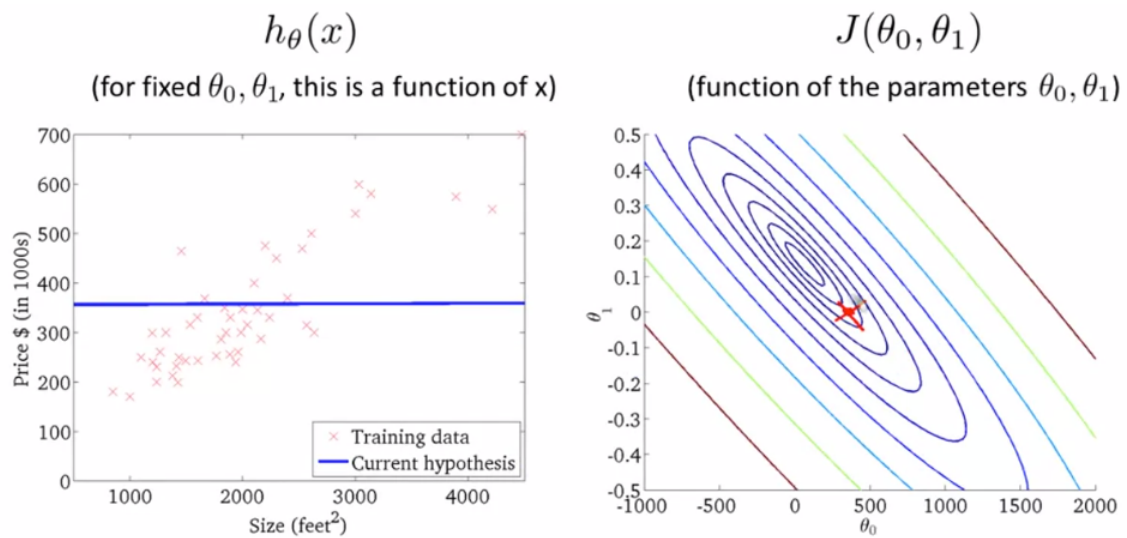 hθ(x)
(for fixed θ0, θ1, this is a function of x)
700
600
500
400
300
200
100
0
Price $ (in 1000s)
1000 2000 3000 4000
Size (feet²)
× Training data
Current hypothesis
J(θ0, θ1)
(function of the parameters θ0, θ1)
0.5
0.4
0.3
0.2
0.1
0
-0.1
-0.2
-0.3
-0.4
-0.5
θ1
-1000 -500 0 500 1000 1500 2000
θ0